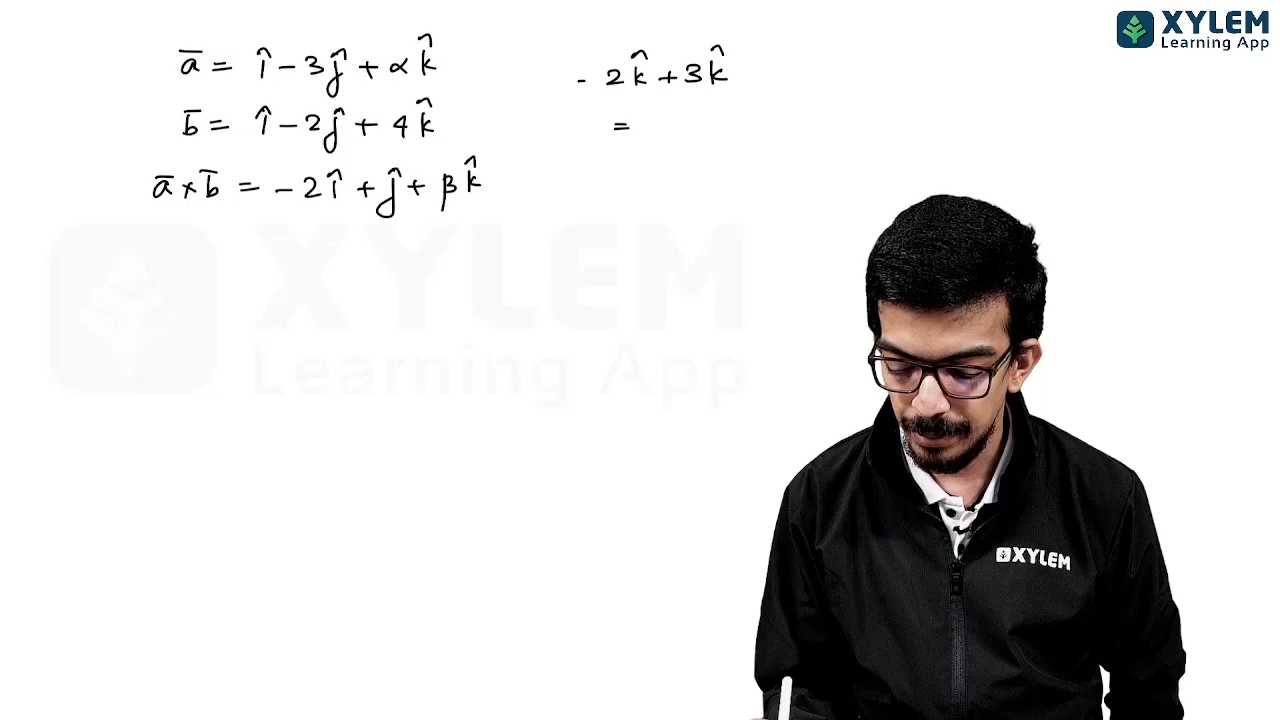 a̅ = î - 3ĵ + αk̂
b̅ = î - 2ĵ + 4k̂
a̅ × b̅ = - 2î + ĵ + βk̂
- 2k̂ + 3k̂
=
XYLEM
Learning App
XYLEM
Learning App
XYLEM